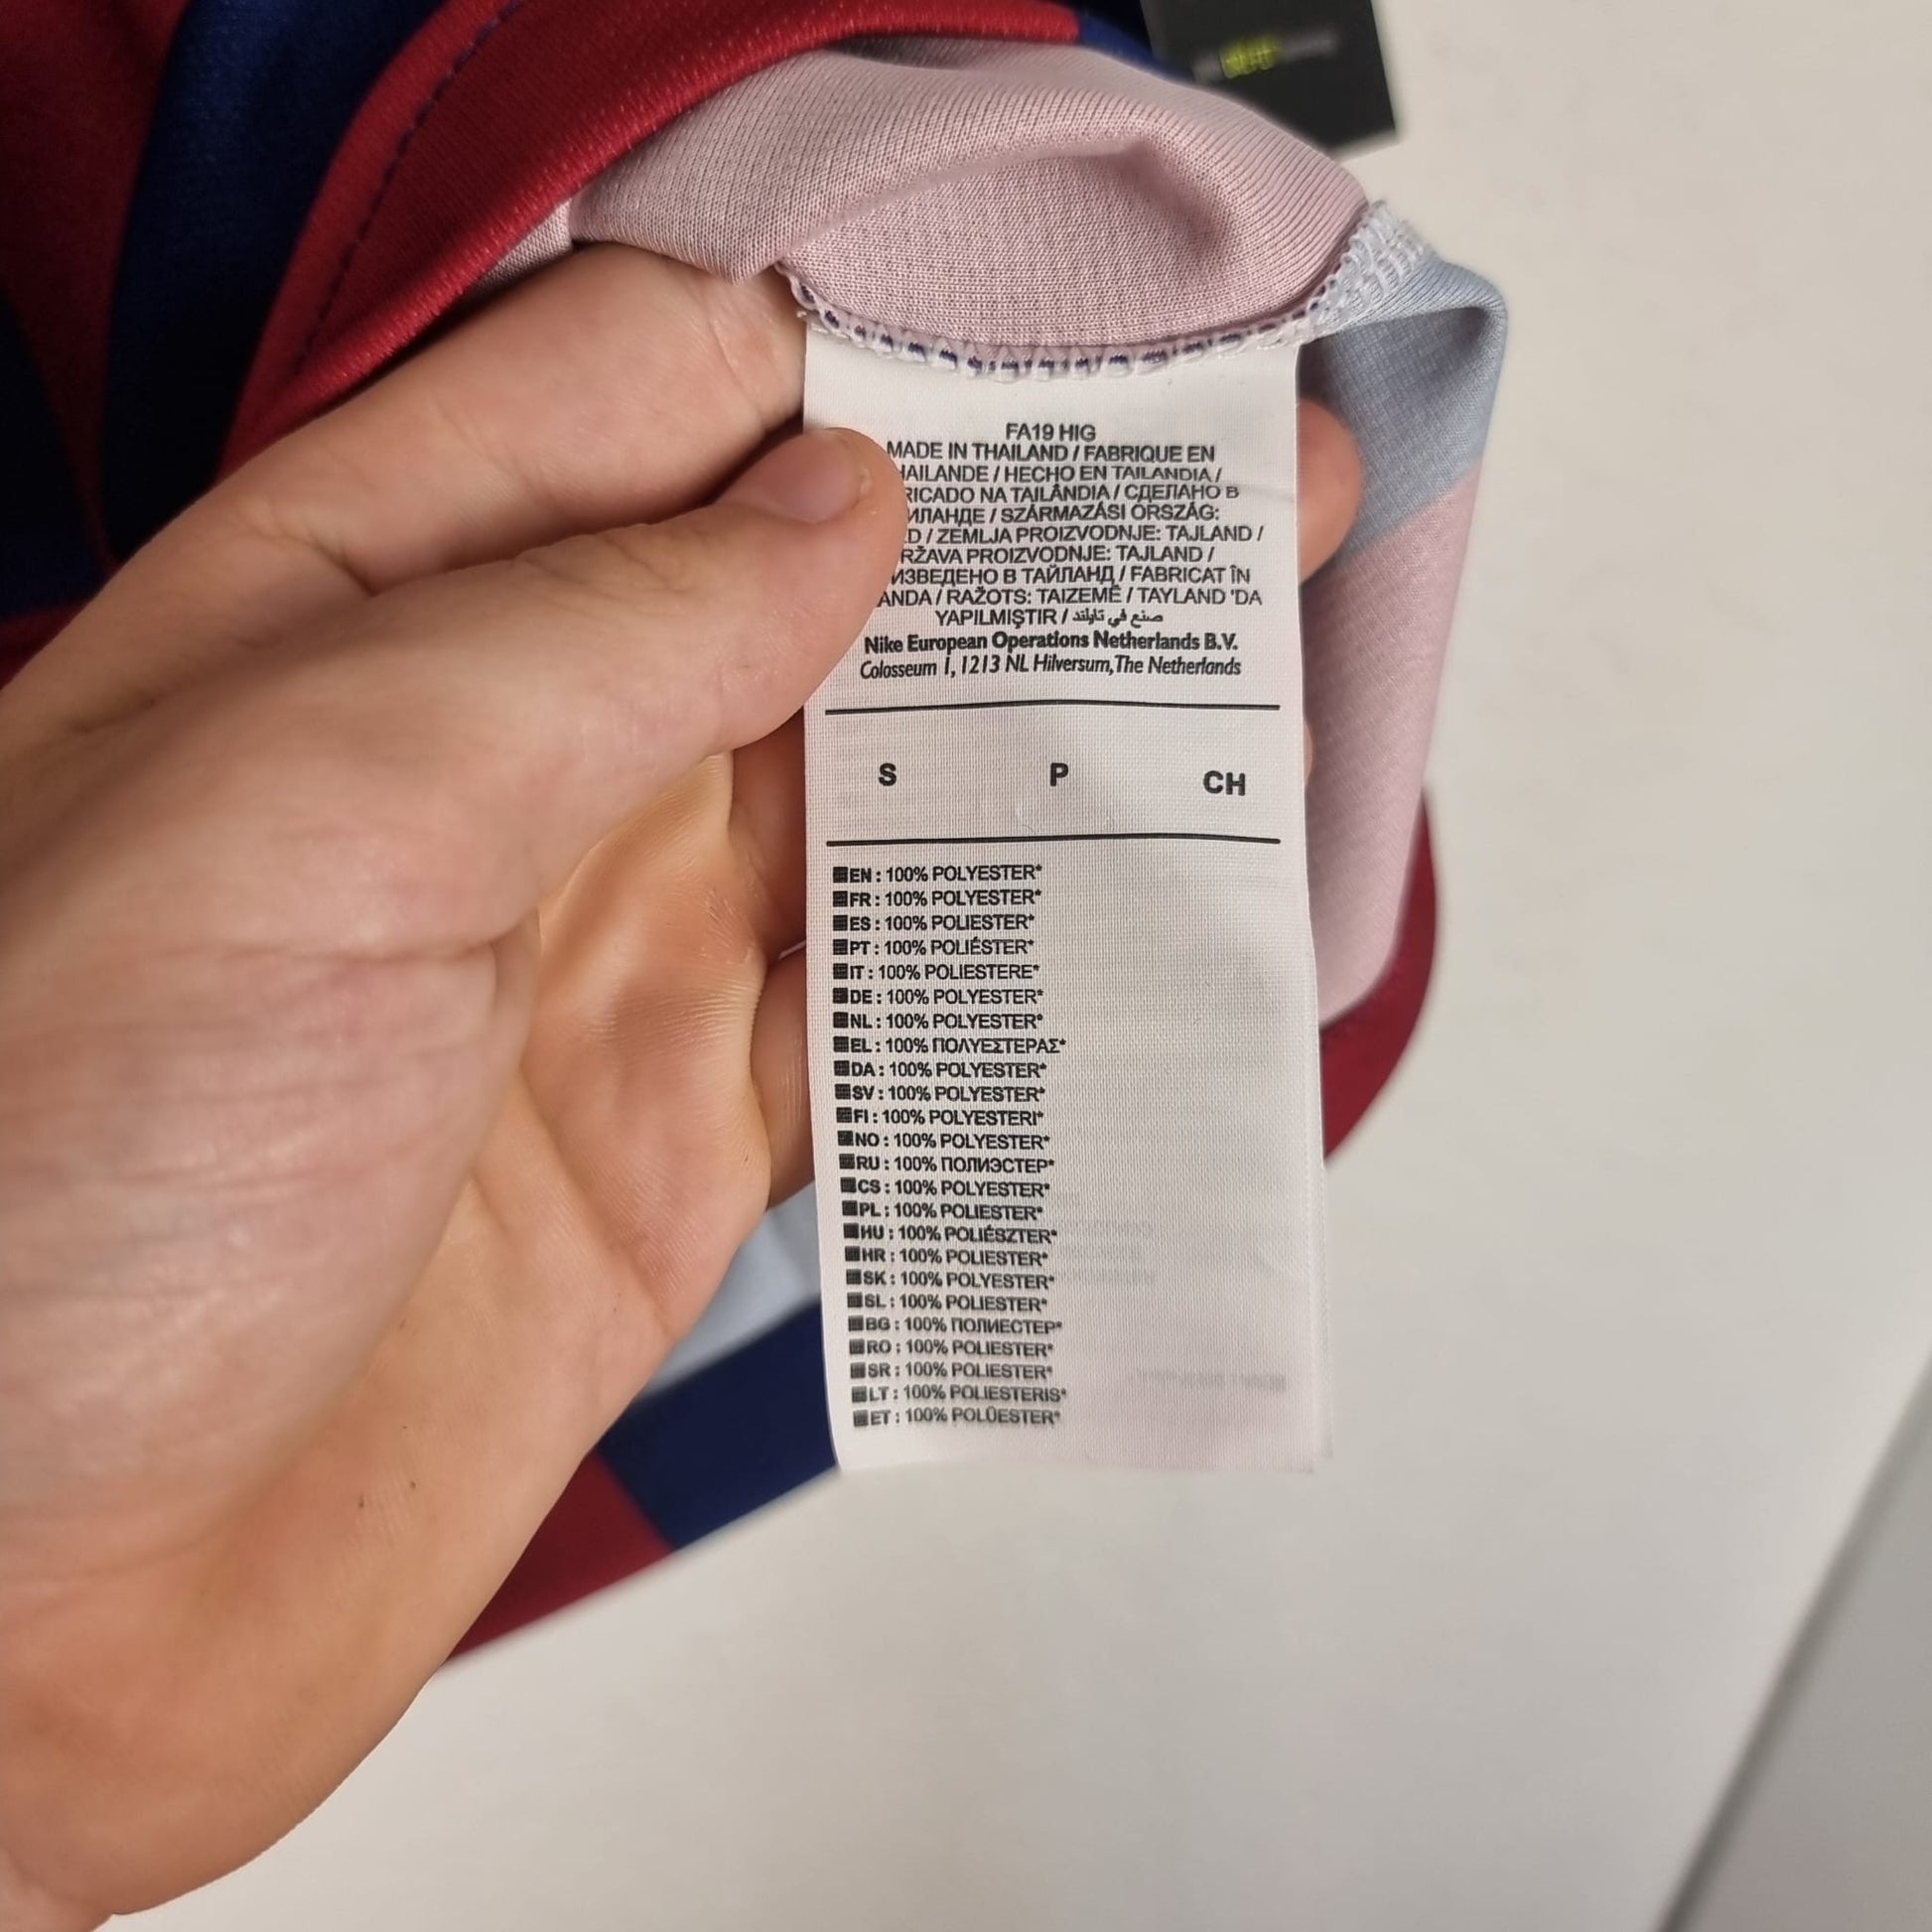 FA19 HIG
MADE IN THAILAND / FABRIQUE EN
HAILANDE / HECHO EN TAILANDIA /
RICADO NA TAILÂNDIA / СДЕЛАНО В
ИЛАНДЕ / SZÁRMAZÁSI ORSZÁG:
D / ZEMLJA PROIZVODNJE: TAJLAND /
RŽAVA PROIZVODNJE: TAJLAND /
ИЗВЕДЕНО В ТАЙЛАНД / FABRICAT ÎN
ANDA / RAŽOTS: TAIZEMĒ / TAYLAND 'DA
YAPILMIŞTIR / صنع في تايلند
Nike European Operations Netherlands B.V.
Colosseum 1, 1213 NL Hilversum, The Netherlands
S P CH
EN : 100% POLYESTER*
FR : 100% POLYESTER*
ES : 100% POLIESTER*
PT : 100% POLIÉSTER*
IT : 100% POLIESTERE*
DE : 100% POLYESTER*
NL : 100% POLYESTER*
EL : 100% ΠΟΛΥΕΣΤΕΡΑΣ*
DA : 100% POLYESTER*
SV : 100% POLYESTER*
FI : 100% POLYESTERI*
NO : 100% POLYESTER*
RU : 100% ПОЛИЭСТЕР*
CS : 100% POLYESTER*
PL : 100% POLIESTER*
HU : 100% POLIÉSZTER*
HR : 100% POLIESTER*
SK : 100% POLYESTER*
SL : 100% POLIESTER*
BG : 100% ПОЛИЕСТЕР*
RO : 100% POLIESTER*
SR : 100% POLIESTER*
LT : 100% POLIESTERIS*
ET : 100% POLÜESTER*